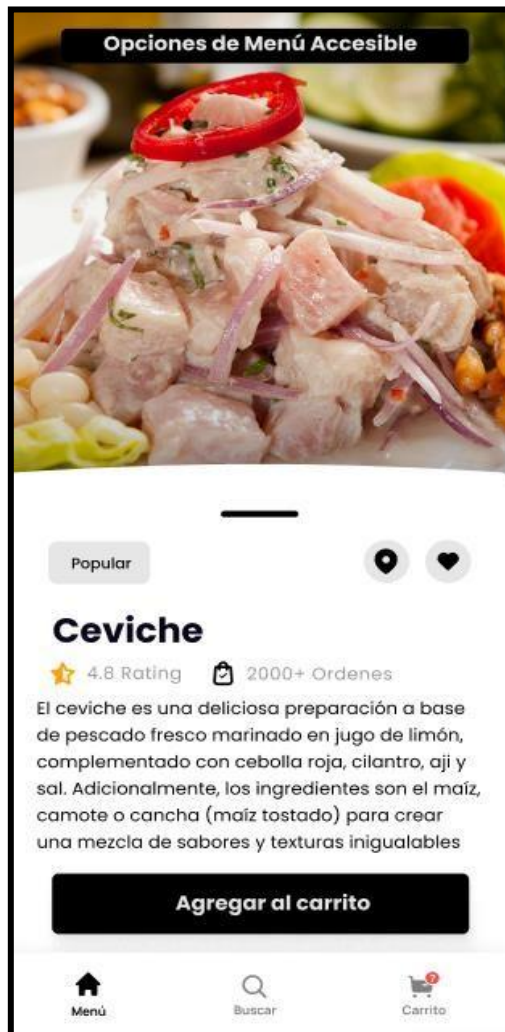 Opciones de Menú Accesible
Popular
Ceviche
4.8 Rating 2000+ Ordenes
El ceviche es una deliciosa preparación a base
de pescado fresco marinado en jugo de limón,
complementado con cebolla roja, cilantro, aji y
sal. Adicionalmente, los ingredientes son el maíz,
camote o cancha (maíz tostado) para crear
una mezcla de sabores y texturas inigualables
Agregar al carrito
Menú Buscar Carrito